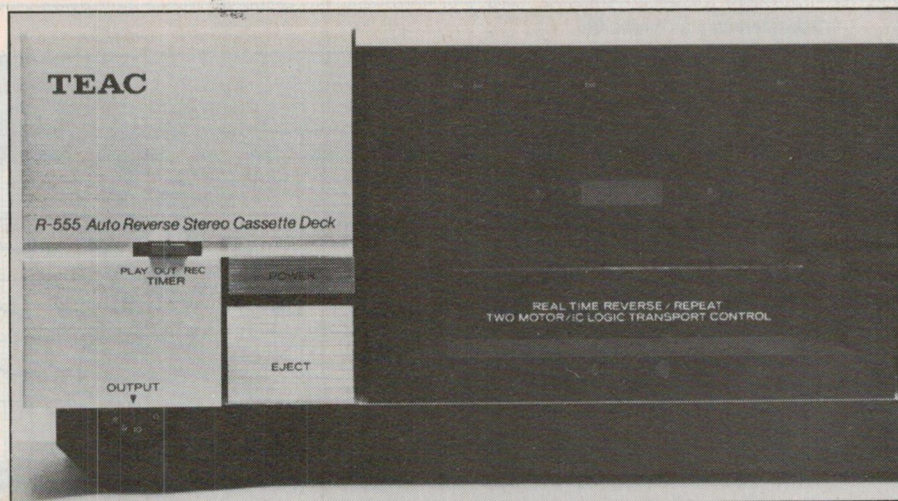 TEAC
R-555 Auto Reverse Stereo Cassette Deck
PLAY OUT REC
TIMER
POWER
EJECT
OUTPUT
REAL TIME REVERSE / REPEAT
TWO MOTOR/IC LOGIC TRANSPORT CONTROL